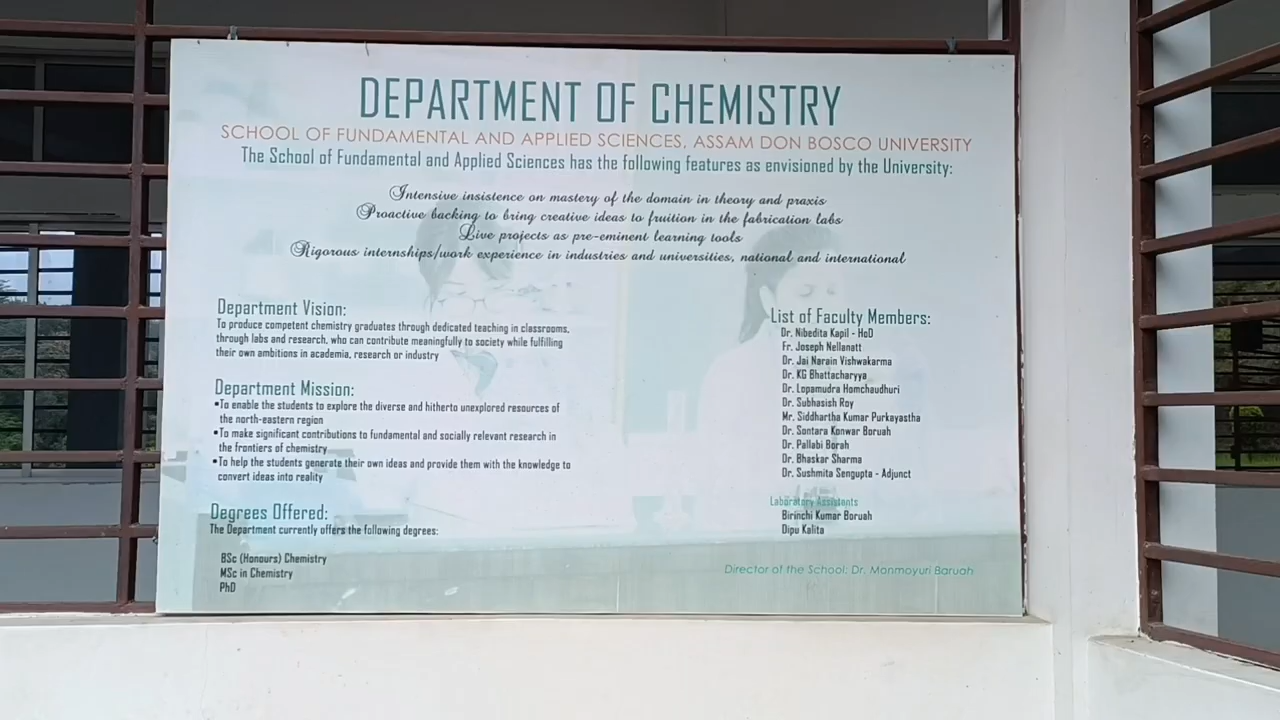 DEPARTMENT OF CHEMISTRY
SCHOOL OF FUNDAMENTAL AND APPLIED SCIENCES, ASSAM DON BOSCO UNIVERSITY
The School of Fundamental and Applied Sciences has the following features as envisioned by the University:
Intensive insistence on mastery of the domain in theory and praxis
Proactive backing to bring creative ideas to fruition in the fabrication labs
Live projects as pre-eminent learning tools
Rigorous internships/work experience in industries and universities, national and international
Department Vision:
To produce competent chemistry graduates through dedicated teaching in classrooms,
through labs and research, who can contribute meaningfully to society while fulfilling
their own ambitions in academia, research or industry
Department Mission:
•To enable the students to explore the diverse and hitherto unexplored resources of
the north-eastern region
•To make significant contributions to fundamental and socially relevant research in
the frontiers of chemistry
•To help the students generate their own ideas and provide them with the knowledge to
convert ideas into reality
Degrees Offered:
The Department currently offers the following degrees:
BSc (Honours) Chemistry
MSc in Chemistry
PhD
List of Faculty Members:
Dr. Nibedita Kapil - HoD
Fr. Joseph Nellanatt
Dr. Jai Narain Vishwakarma
Dr. KG Bhattacharyya
Dr. Lopamudra Homchaudhuri
Dr. Subhasish Roy
Mr. Siddhartha Kumar Purkayastha
Dr. Sontara Konwar Boruah
Dr. Pallabi Borah
Dr. Bhaskar Sharma
Dr. Sushmita Sengupta - Adjunct
Laboratory Assistants
Birinchi Kumar Boruah
Dipu Kalita
Director of the School: Dr. Monmoyuri Baruah